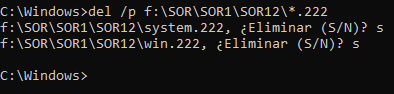 C:\Windows>del /p f:\SOR\SOR1\SOR12\*.222
f:\SOR\SOR1\SOR12\system.222, ¿Eliminar (S/N)? s
f:\SOR\SOR1\SOR12\win.222, ¿Eliminar (S/N)? s
C:\Windows>